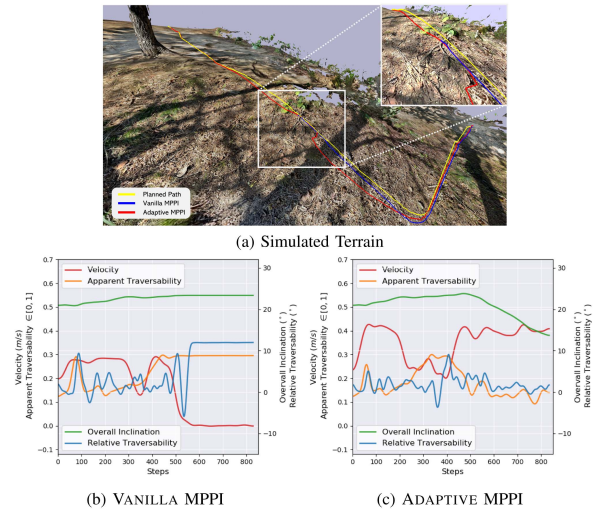 Planned Path
Vanilla MPPI
Adaptive MPPI
(a) Simulated Terrain
0.7
0.6
0.5
0.4
0.3
0.2
0.1
0.0
−0.1
Velocity (m/s)
Apparent Traversability ∈ [0, 1]
Velocity
Apparent Traversability
Overall Inclination
Relative Traversability
30
20
10
0
−10
Overvall Inclination (°)
Relative Traversability (°)
0 100 200 300 400 500 600 700 800
Steps
(b) VANILLA MPPI
0.7
0.6
0.5
0.4
0.3
0.2
0.1
0.0
−0.1
Velocity (m/s)
Apparent Traversability ∈ [0, 1]
Velocity
Apparent Traversability
Overall Inclination
Relative Traversability
30
20
10
0
−10
Overvall Inclination (°)
Relative Traversability (°)
0 100 200 300 400 500 600 700 800
Steps
(c) ADAPTIVE MPPI